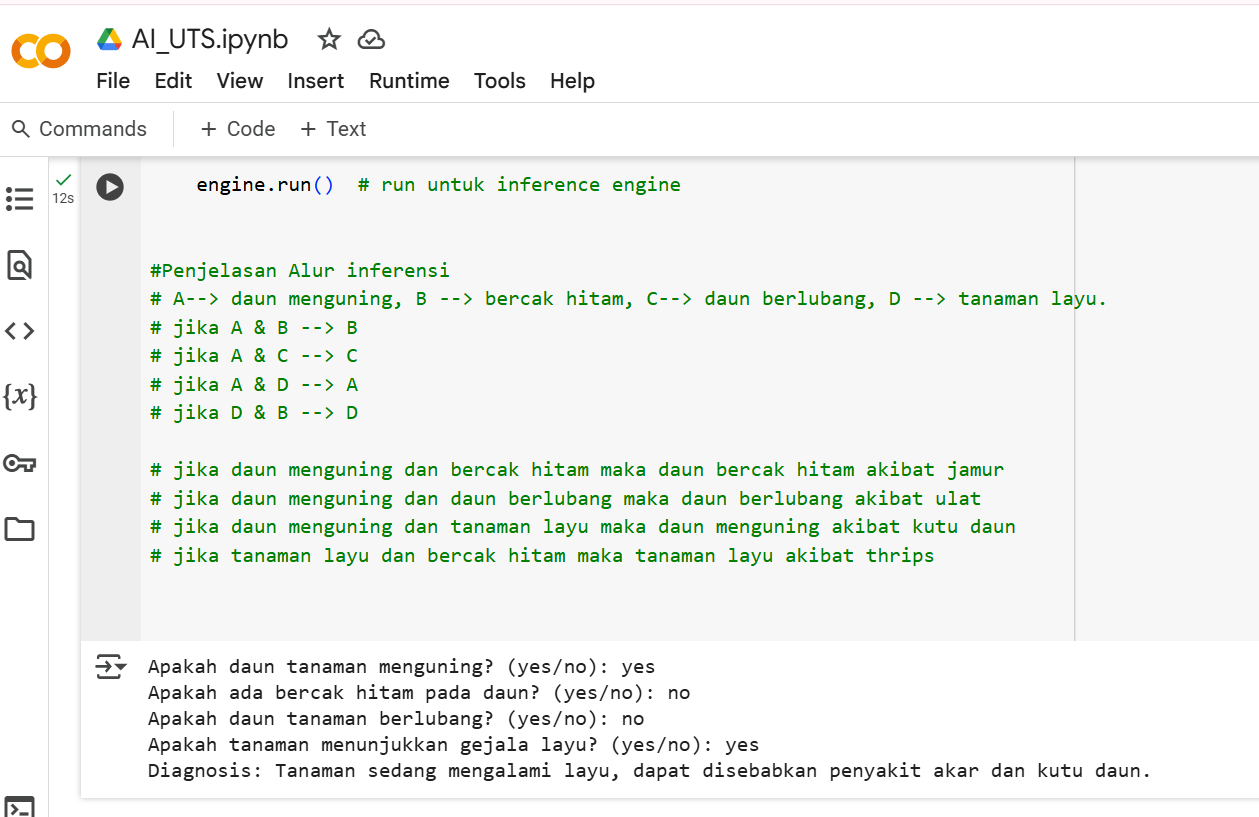 AI_UTS.ipynb
File Edit View Insert Runtime Tools Help
Commands + Code + Text
12s
engine.run() # run untuk inference engine
#Penjelasan Alur inferensi
# A--> daun menguning, B --> bercak hitam, C--> daun berlubang, D --> tanaman layu.
# jika A & B --> B
# jika A & C --> C
# jika A & D --> A
# jika D & B --> D
# jika daun menguning dan bercak hitam maka daun bercak hitam akibat jamur
# jika daun menguning dan daun berlubang maka daun berlubang akibat ulat
# jika daun menguning dan tanaman layu maka daun menguning akibat kutu daun
# jika tanaman layu dan bercak hitam maka tanaman layu akibat thrips
Apakah daun tanaman menguning? (yes/no): yes
Apakah ada bercak hitam pada daun? (yes/no): no
Apakah daun tanaman berlubang? (yes/no): no
Apakah tanaman menunjukkan gejala layu? (yes/no): yes
Diagnosis: Tanaman sedang mengalami layu, dapat disebabkan penyakit akar dan kutu daun.